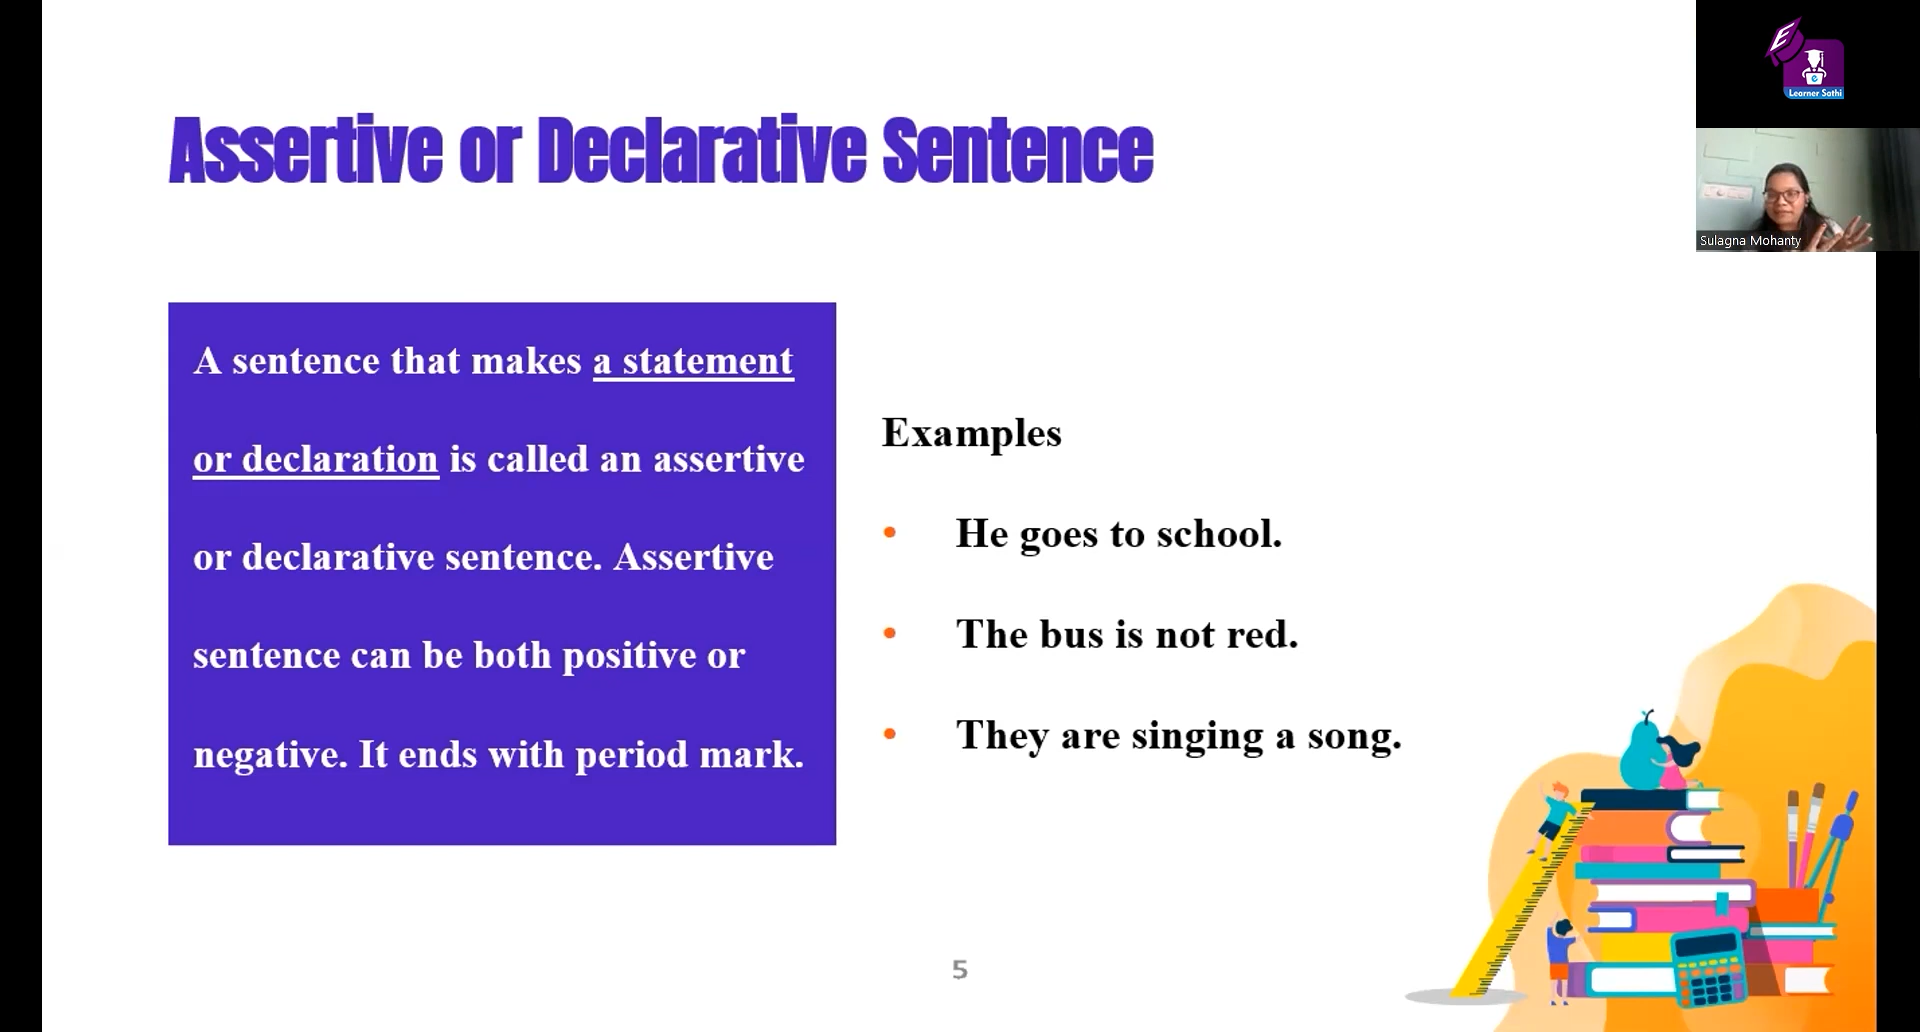 Assertive or Declarative Sentence
E
e
Learner Sathi
Sulagna Mohanty
A sentence that makes a statement
or declaration is called an assertive
or declarative sentence. Assertive
sentence can be both positive or
negative. It ends with period mark.
Examples
• He goes to school.
• The bus is not red.
• They are singing a song.
5